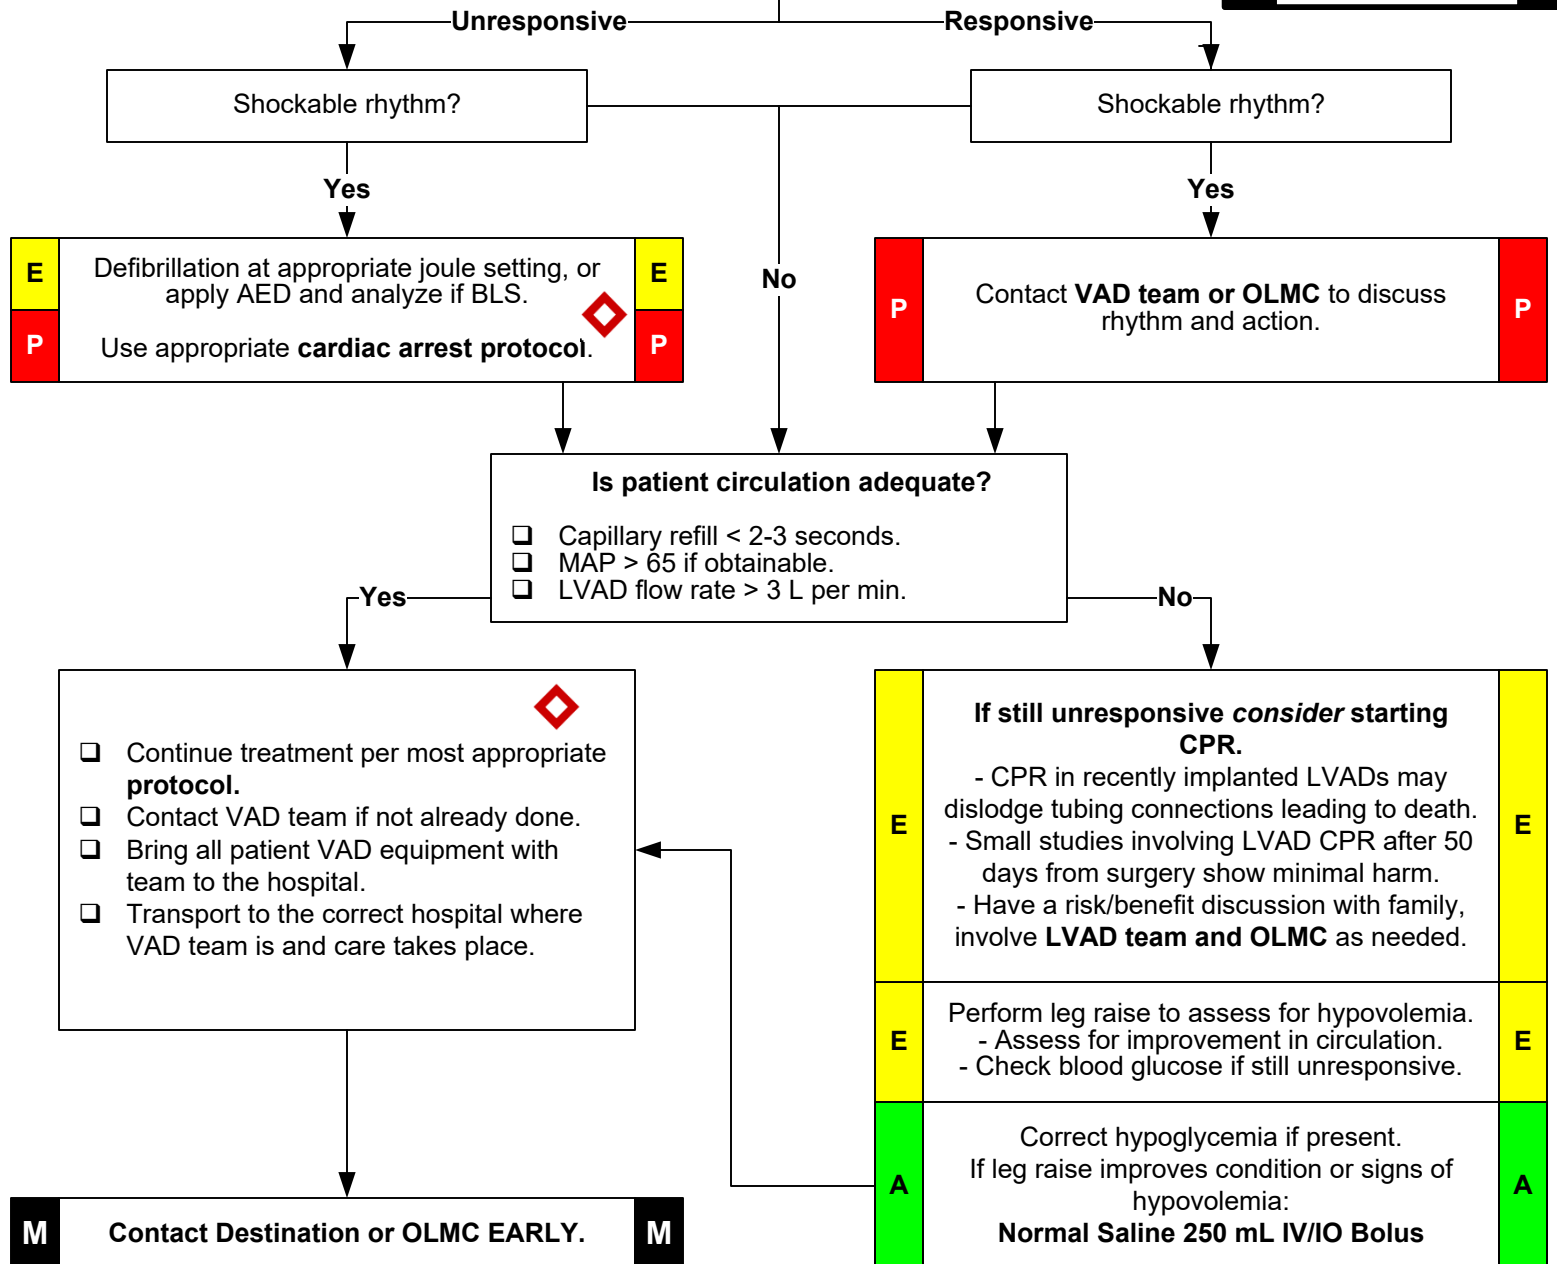 Unresponsive
Responsive
Shockable rhythm?
Shockable rhythm?
Yes
Yes
E
P
Defibrillation at appropriate joule setting, or
apply AED and analyze if BLS.
Use appropriate cardiac arrest protocol.
E
P
No
P
Contact VAD team or OLMC to discuss
rhythm and action.
P
Is patient circulation adequate?
❑ Capillary refill < 2-3 seconds.
❑ MAP > 65 if obtainable.
❑ LVAD flow rate > 3 L per min.
Yes
No
❑ Continue treatment per most appropriate
protocol.
❑ Contact VAD team if not already done.
❑ Bring all patient VAD equipment with
team to the hospital.
❑ Transport to the correct hospital where
VAD team is and care takes place.
E
If still unresponsive consider starting
CPR.
- CPR in recently implanted LVADs may
dislodge tubing connections leading to death.
- Small studies involving LVAD CPR after 50
days from surgery show minimal harm.
- Have a risk/benefit discussion with family,
involve LVAD team and OLMC as needed.
E
E
Perform leg raise to assess for hypovolemia.
- Assess for improvement in circulation.
- Check blood glucose if still unresponsive.
E
A
Correct hypoglycemia if present.
If leg raise improves condition or signs of
hypovolemia:
Normal Saline 250 mL IV/IO Bolus
A
M
Contact Destination or OLMC EARLY.
M